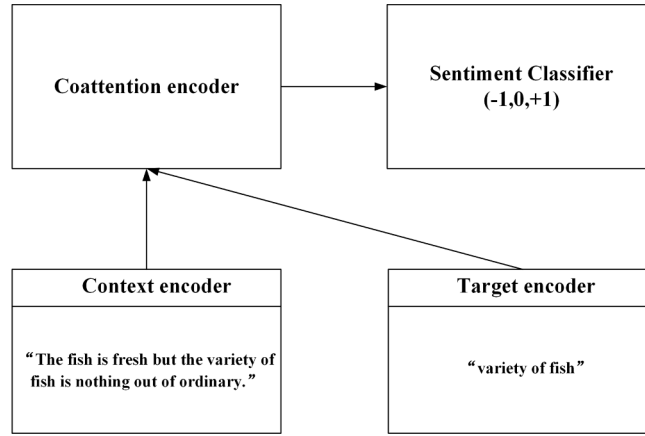 Coattention encoder
Sentiment Classifier
(-1,0,+1)
Context encoder
“The fish is fresh but the variety of
fish is nothing out of ordinary.”
Target encoder
“variety of fish”